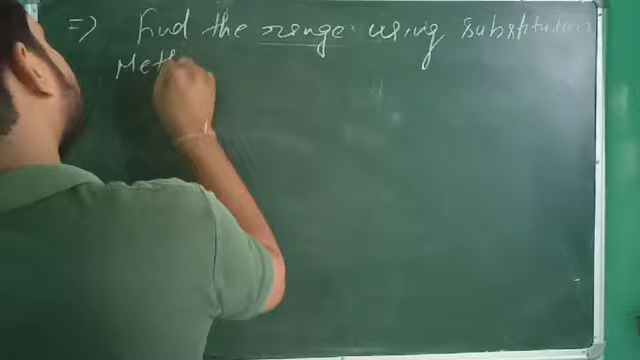 => Find the range using substitution
Meth